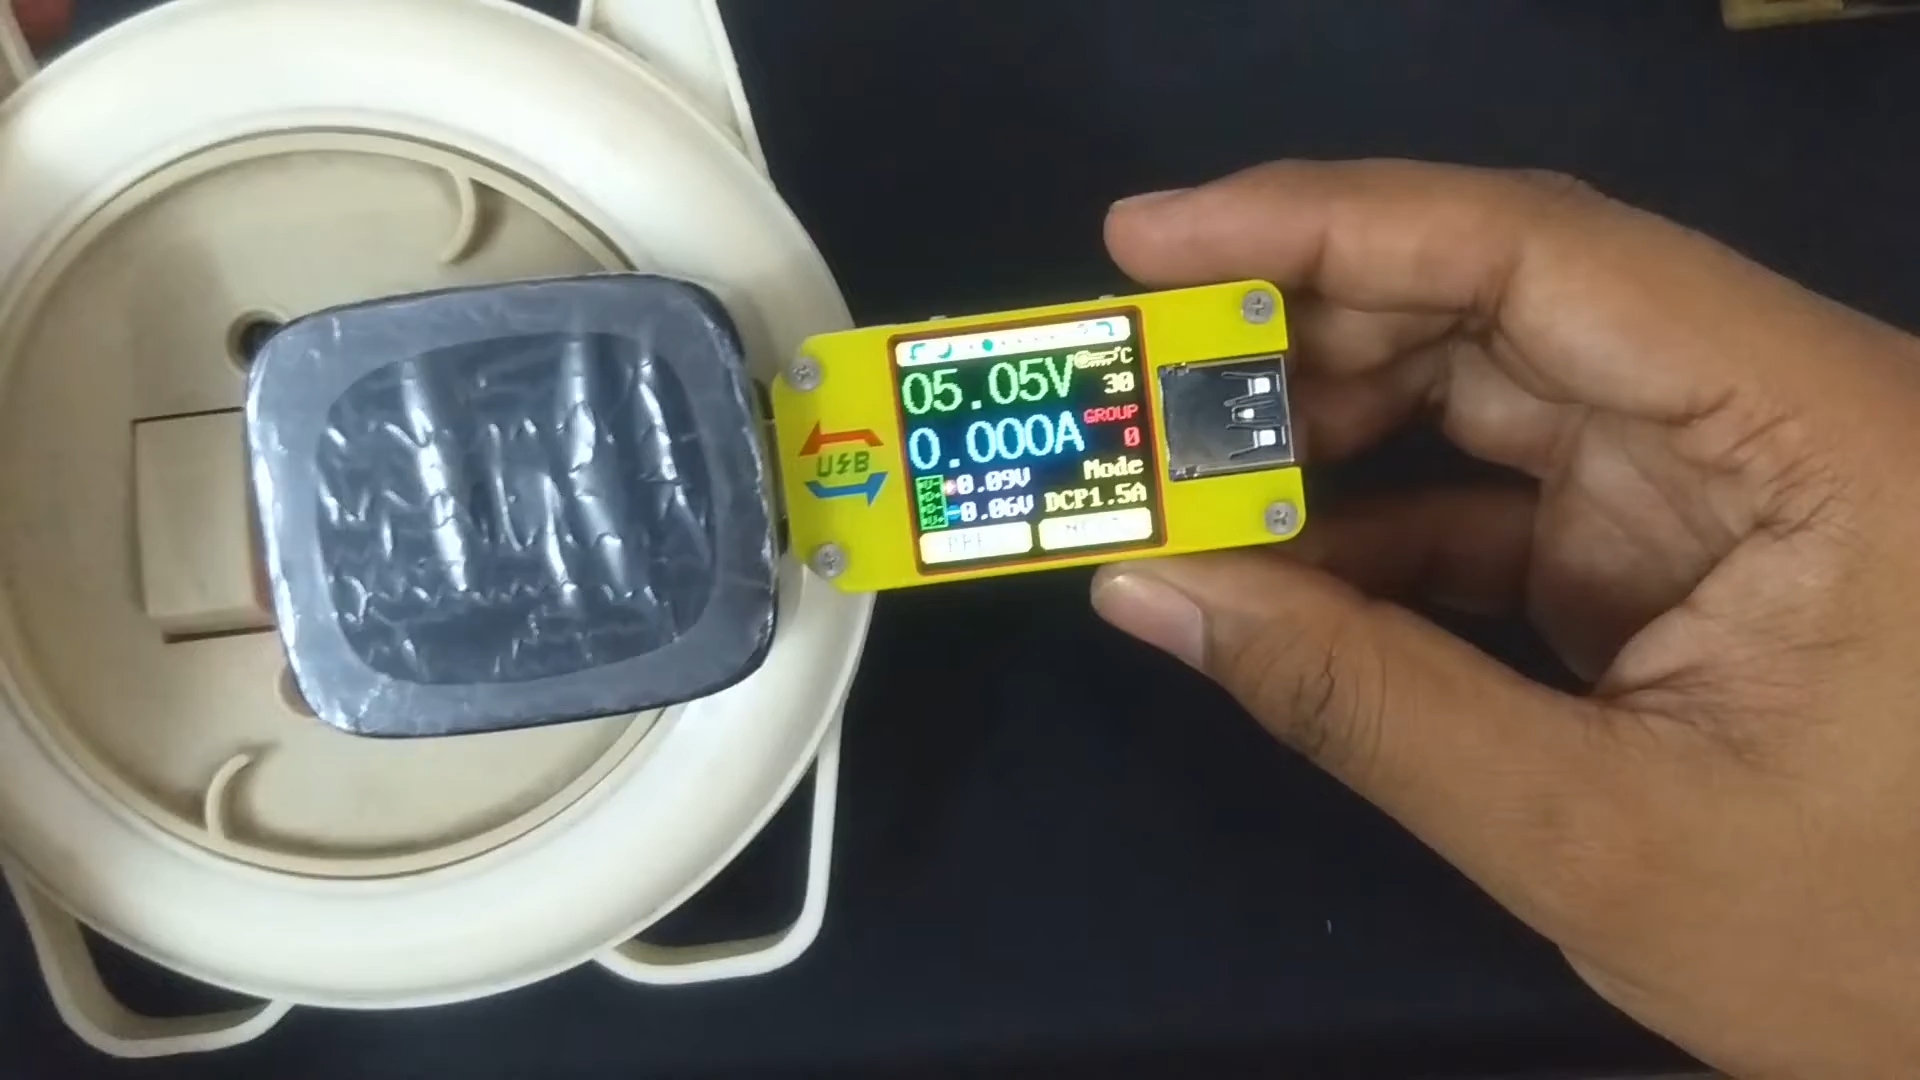 U⚡B
05.05V
°C
30
0.000A
GROUP
0
+0.09V
Mode
-0.06V
DCP1.5A